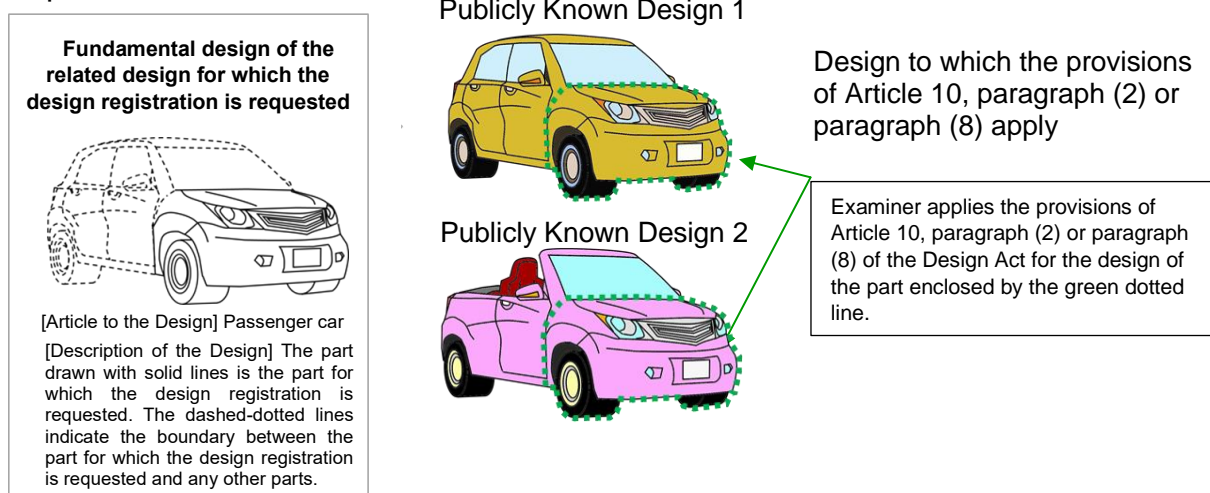 Fundamental design of the
related design for which the
design registration is requested
[Article to the Design] Passenger car
[Description of the Design] The part
drawn with solid lines is the part for
which the design registration is
requested. The dashed-dotted lines
indicate the boundary between the
part for which the design registration
is requested and any other parts.
Publicly Known Design 1
Publicly Known Design 2
Design to which the provisions
of Article 10, paragraph (2) or
paragraph (8) apply
Examiner applies the provisions of
Article 10, paragraph (2) or paragraph
(8) of the Design Act for the design of
the part enclosed by the green dotted
line.